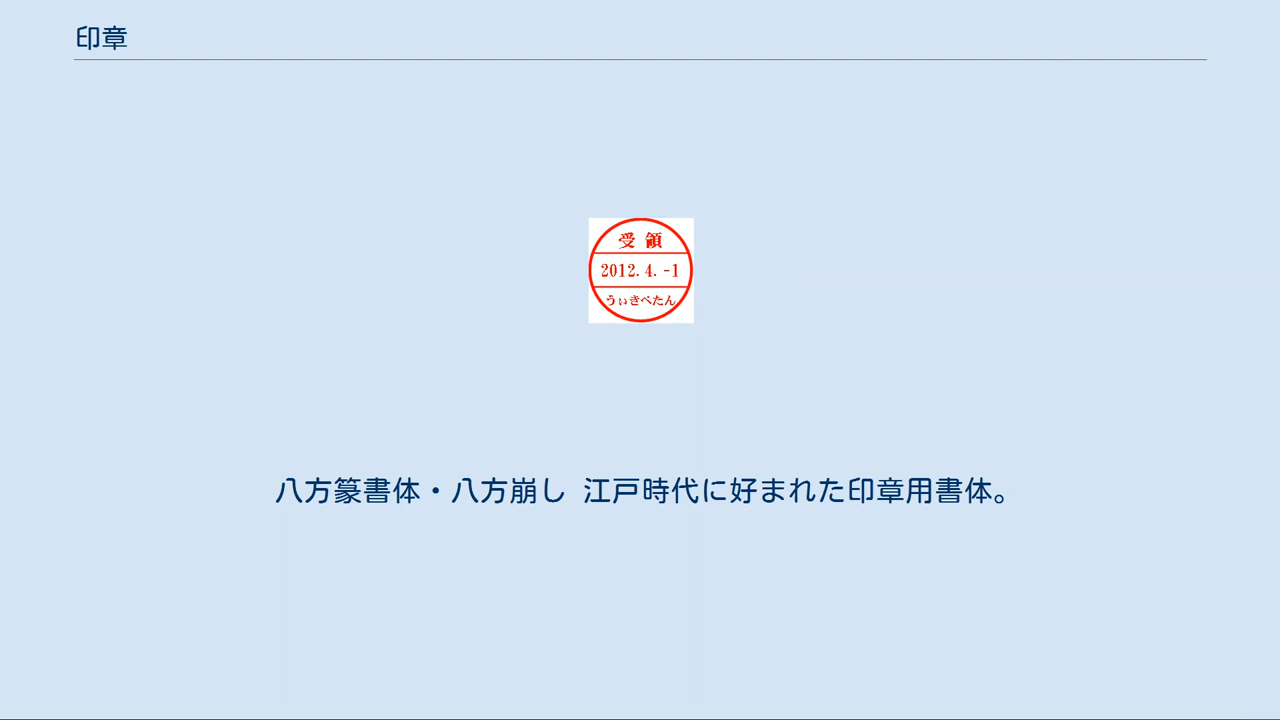 印章
受領
2012.4.-1
うぃきぺたん
八方篆書体・八方崩し 江戸時代に好まれた印章用書体。